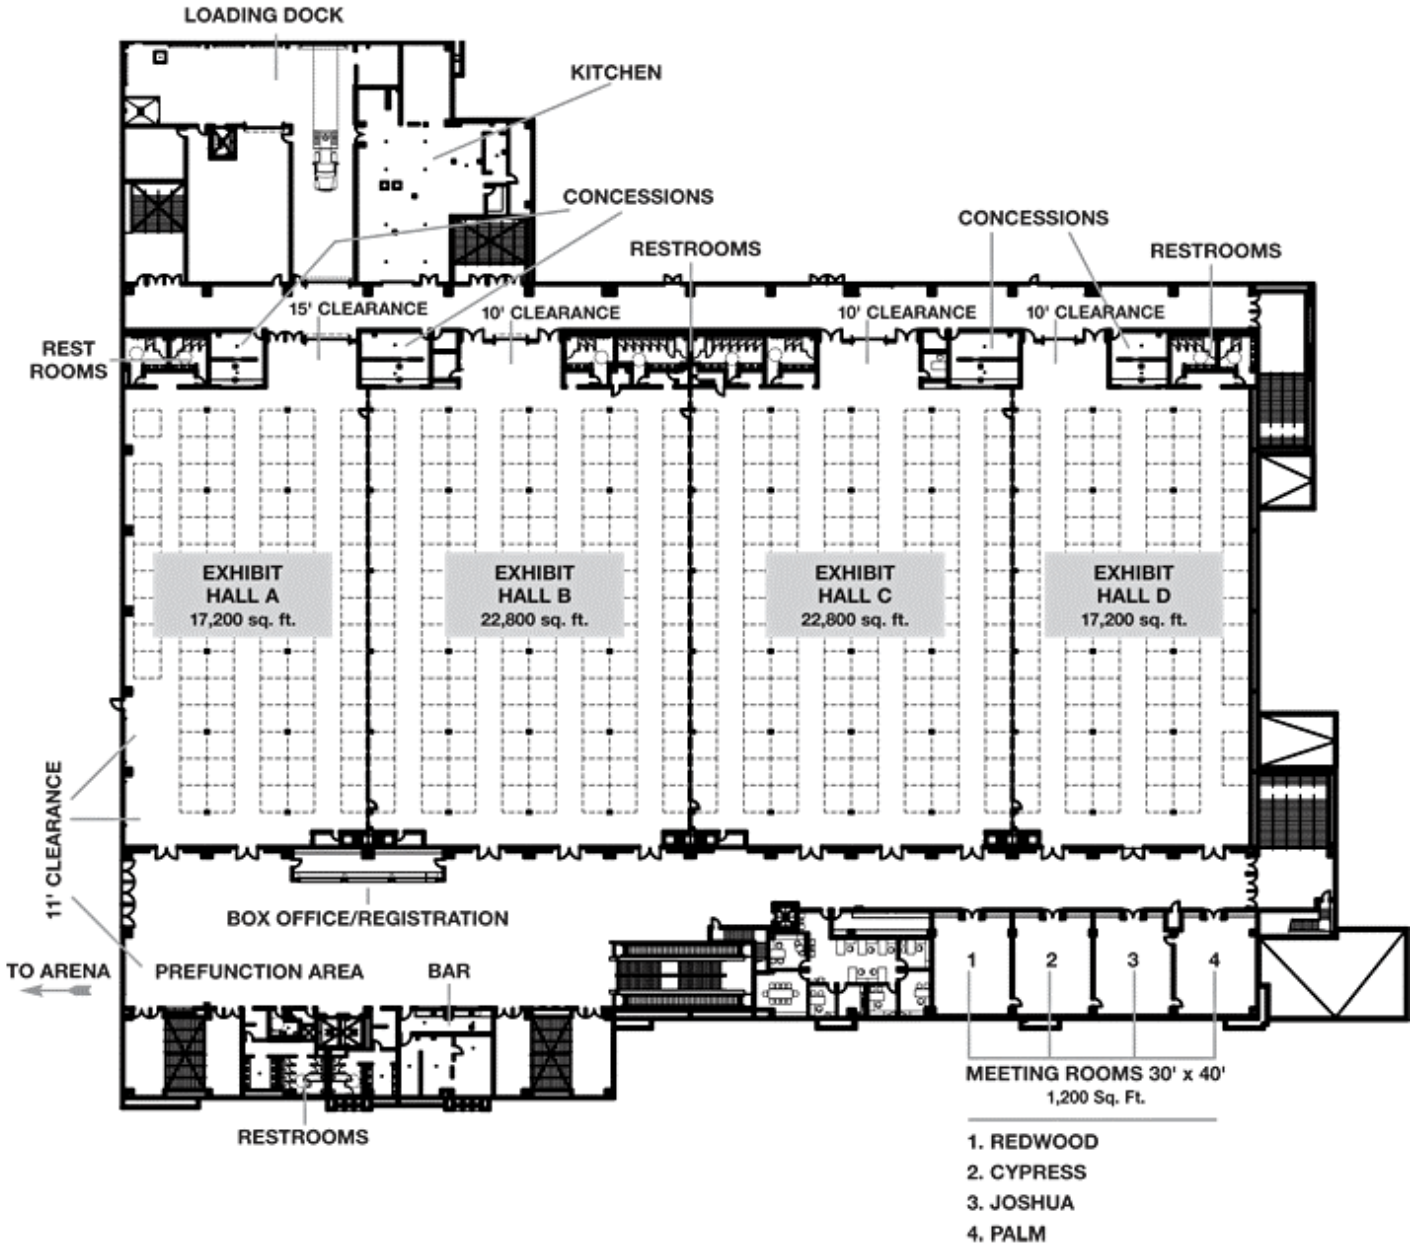 LOADING DOCK
KITCHEN
CONCESSIONS
CONCESSIONS
RESTROOMS
RESTROOMS
15' CLEARANCE
10' CLEARANCE
10' CLEARANCE
10' CLEARANCE
REST
ROOMS
EXHIBIT
HALL A
17,200 sq. ft.
EXHIBIT
HALL B
22,800 sq. ft.
EXHIBIT
HALL C
22,800 sq. ft.
EXHIBIT
HALL D
17,200 sq. ft.
11' CLEARANCE
BOX OFFICE/REGISTRATION
TO ARENA
PREFUNCTION AREA
BAR
1
2
3
4
RESTROOMS
MEETING ROOMS 30' x 40'
1,200 Sq. Ft.
1. REDWOOD
2. CYPRESS
3. JOSHUA
4. PALM